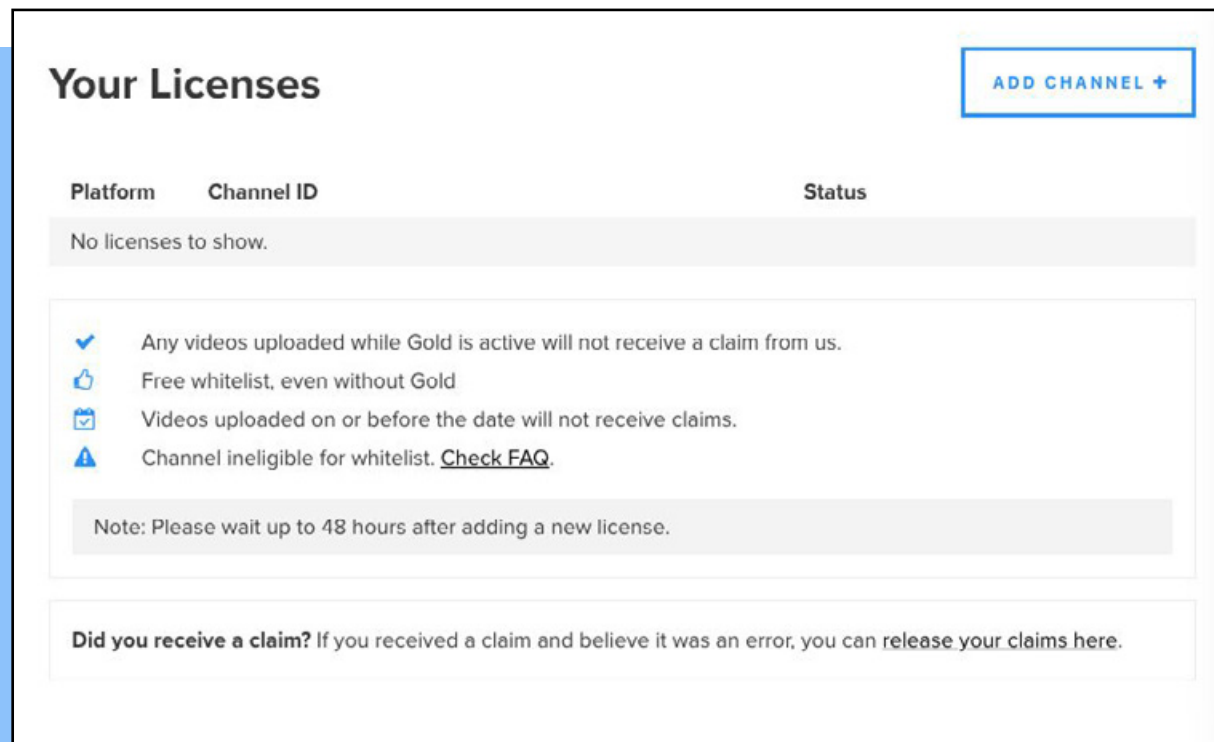 Your Licenses
ADD CHANNEL +
Platform Channel ID Status
No licenses to show.
Any videos uploaded while Gold is active will not receive a claim from us.
Free whitelist, even without Gold
Videos uploaded on or before the date will not receive claims.
Channel ineligible for whitelist. Check FAQ.
Note: Please wait up to 48 hours after adding a new license.
Did you receive a claim? If you received a claim and believe it was an error, you can release your claims here.